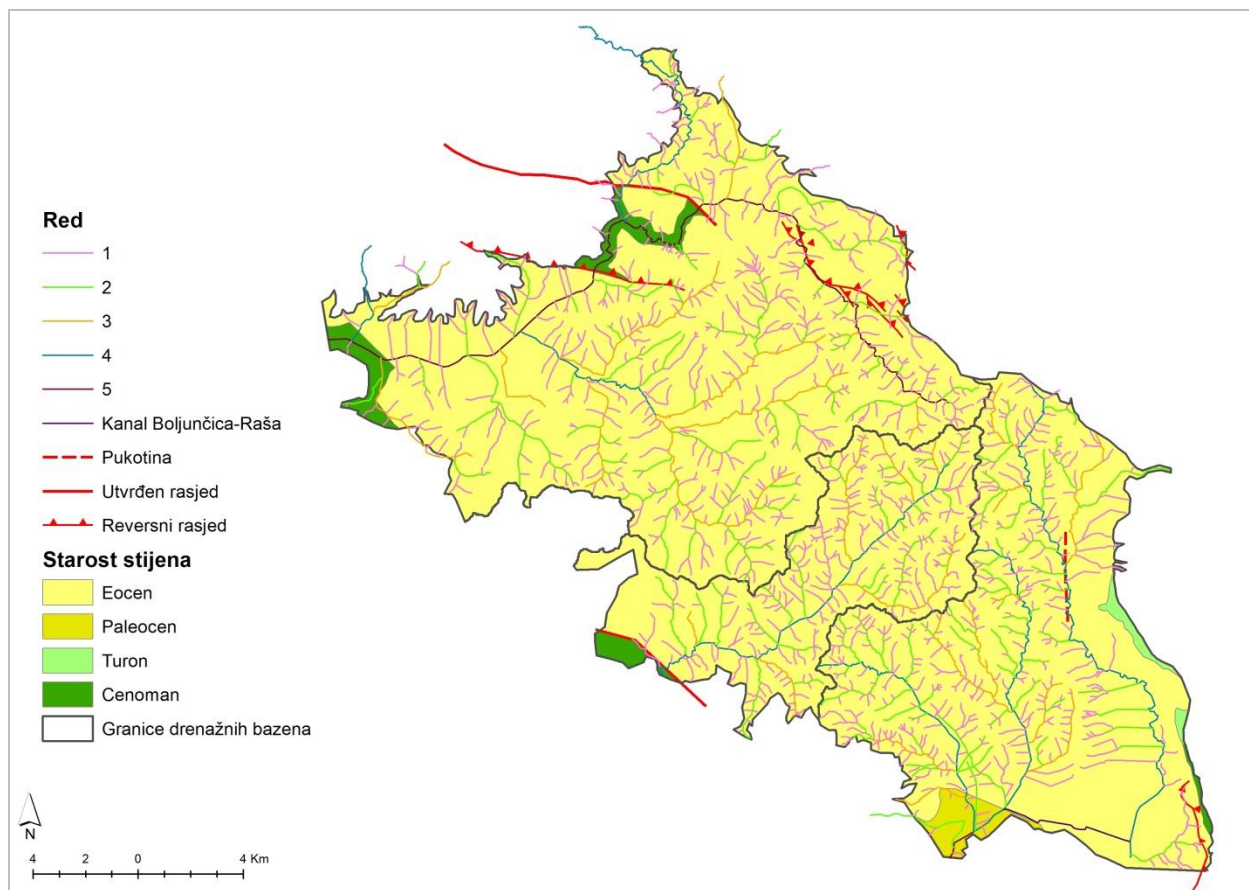 Red
1
2
3
4
5
Kanal Boljunčica-Raša
Pukotina
Utvrđen rasjed
Reversni rasjed
Starost stijena
Eocen
Paleocen
Turon
Cenoman
Granice drenažnih bazena
N
4 2 0 4 Km